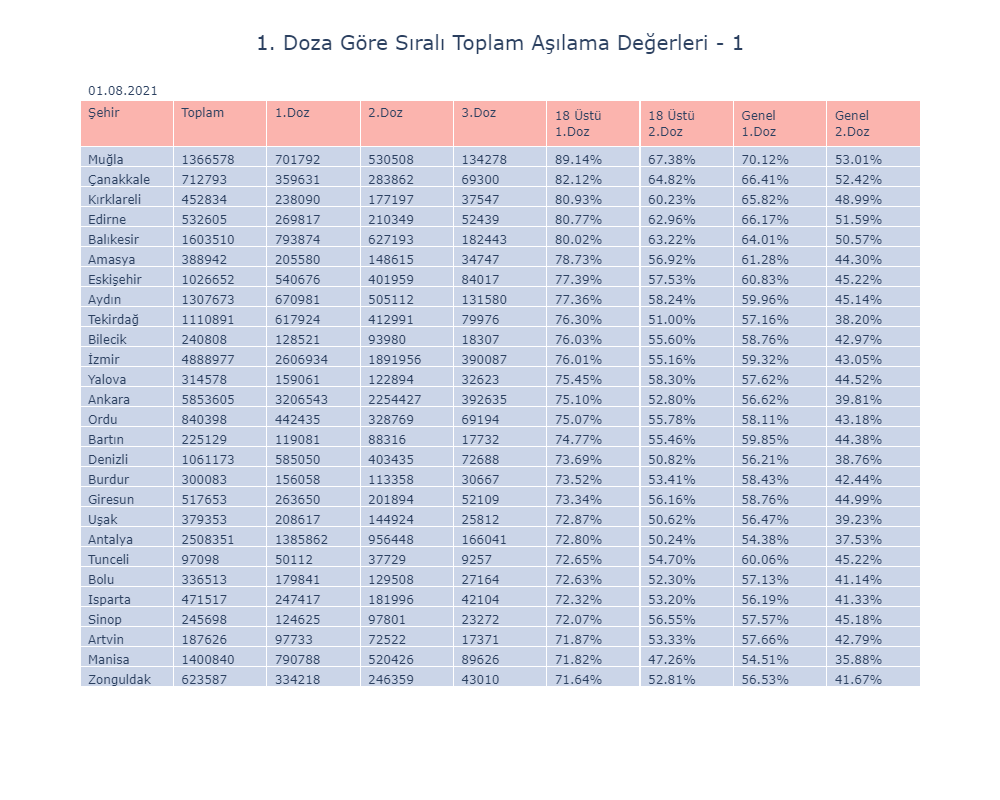 1. Doza Göre Sıralı Toplam Aşılama Değerleri - 1
01.08.2021
Şehir Toplam 1.Doz 2.Doz 3.Doz 18 Üstü 1.Doz 18 Üstü 2.Doz Genel 1.Doz Genel 2.Doz
Muğla 1366578 701792 530508 134278 89.14% 67.38% 70.12% 53.01%
Çanakkale 712793 359631 283862 69300 82.12% 64.82% 66.41% 52.42%
Kırklareli 452834 238090 177197 37547 80.93% 60.23% 65.82% 48.99%
Edirne 532605 269817 210349 52439 80.77% 62.96% 66.17% 51.59%
Balıkesir 1603510 793874 627193 182443 80.02% 63.22% 64.01% 50.57%
Amasya 388942 205580 148615 34747 78.73% 56.92% 61.28% 44.30%
Eskişehir 1026652 540676 401959 84017 77.39% 57.53% 60.83% 45.22%
Aydın 1307673 670981 505112 131580 77.36% 58.24% 59.96% 45.14%
Tekirdağ 1110891 617924 412991 79976 76.30% 51.00% 57.16% 38.20%
Bilecik 240808 128521 93980 18307 76.03% 55.60% 58.76% 42.97%
İzmir 4888977 2606934 1891956 390087 76.01% 55.16% 59.32% 43.05%
Yalova 314578 159061 122894 32623 75.45% 58.30% 57.62% 44.52%
Ankara 5853605 3206543 2254427 392635 75.10% 52.80% 56.62% 39.81%
Ordu 840398 442435 328769 69194 75.07% 55.78% 58.11% 43.18%
Bartın 225129 119081 88316 17732 74.77% 55.46% 59.85% 44.38%
Denizli 1061173 585050 403435 72688 73.69% 50.82% 56.21% 38.76%
Burdur 300083 156058 113358 30667 73.52% 53.41% 58.43% 42.44%
Giresun 517653 263650 201894 52109 73.34% 56.16% 58.76% 44.99%
Uşak 379353 208617 144924 25812 72.87% 50.62% 56.47% 39.23%
Antalya 2508351 1385862 956448 166041 72.80% 50.24% 54.38% 37.53%
Tunceli 97098 50112 37729 9257 72.65% 54.70% 60.06% 45.22%
Bolu 336513 179841 129508 27164 72.63% 52.30% 57.13% 41.14%
Isparta 471517 247417 181996 42104 72.32% 53.20% 56.19% 41.33%
Sinop 245698 124625 97801 23272 72.07% 56.55% 57.57% 45.18%
Artvin 187626 97733 72522 17371 71.87% 53.33% 57.66% 42.79%
Manisa 1400840 790788 520426 89626 71.82% 47.26% 54.51% 35.88%
Zonguldak 623587 334218 246359 43010 71.64% 52.81% 56.53% 41.67%